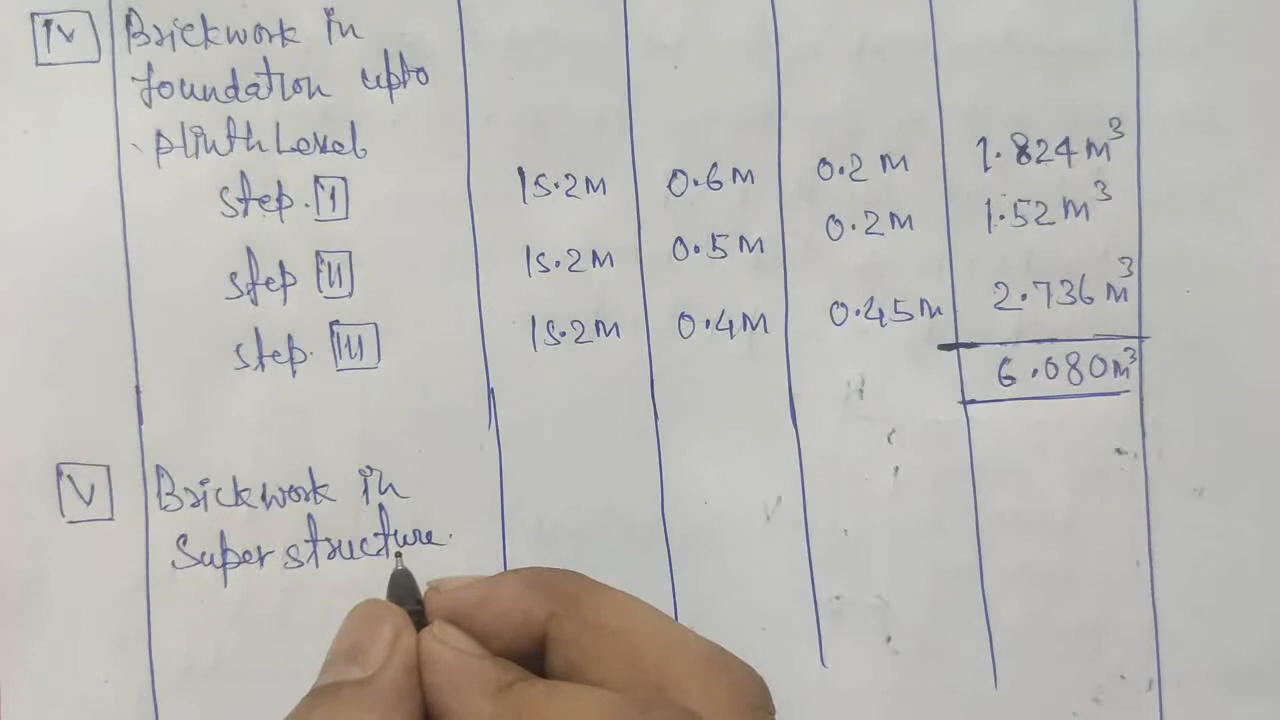 IV Brickwork in
foundation upto
plinth Level
step. I 15.2m 0.6m 0.2m 1.824m³
step II 15.2m 0.5m 0.2m 1.52m³
step. III 15.2m 0.4m 0.45m 2.736m³
6.080m³
V Brickwork in
Super structure.